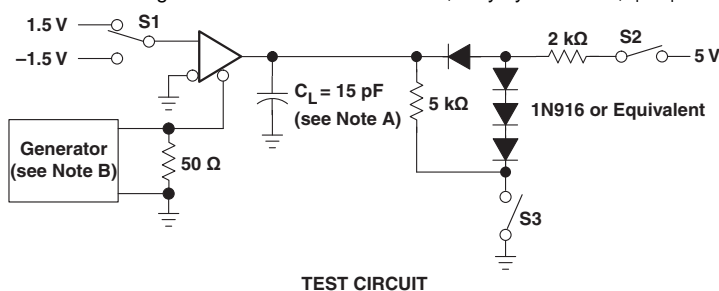 1.5 V
S1
–1.5 V
2 kΩ
S2
5 V
CL = 15 pF
(see Note A)
5 kΩ
1N916 or Equivalent
Generator
(see Note B)
50 Ω
S3
TEST CIRCUIT